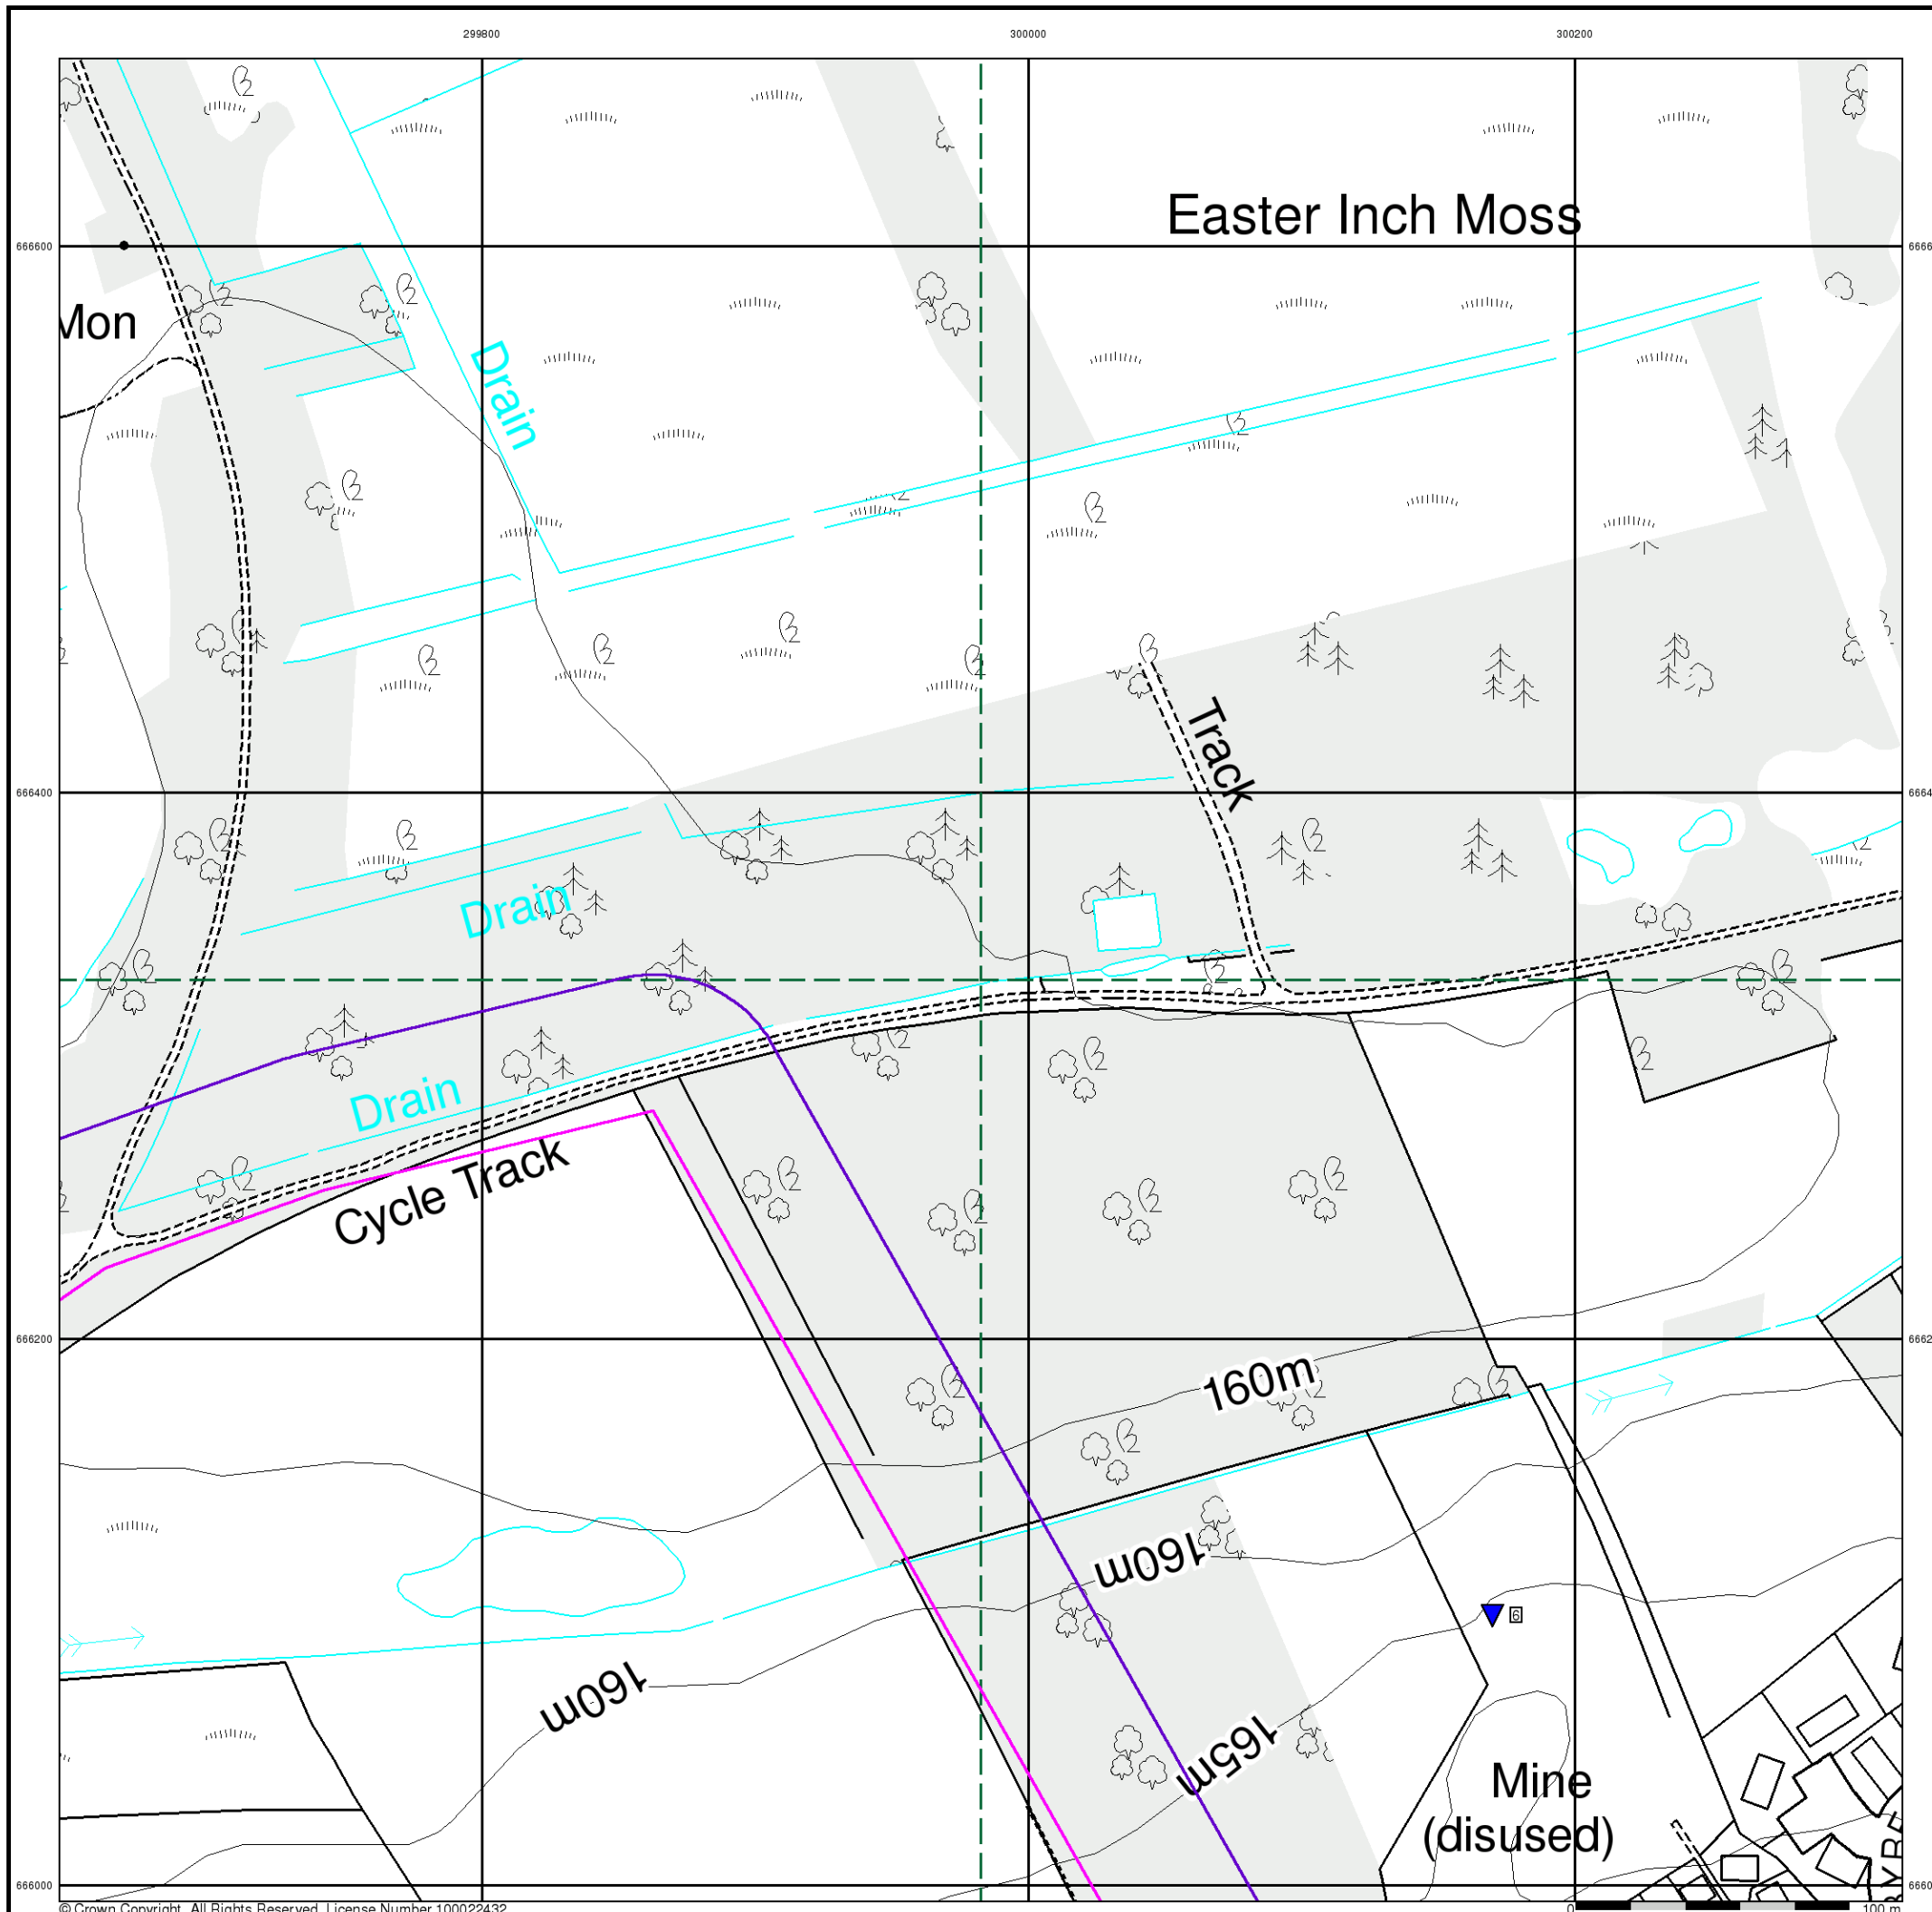 299800
300000
300200
Easter Inch Moss
666600
Mon
Drain
Track
666400
Drain
Drain
Cycle Track
666200
160m
160m
6
160m
165m
Mine
(disused)
666000
© Crown Copyright. All Rights Reserved. License Number 100022432
0
100 m